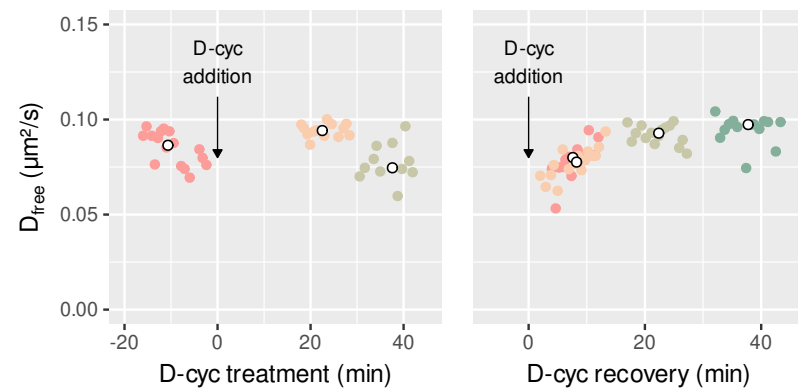 0.15
0.10
0.05
0.00
D_free (µm²/s)
D-cyc
addition
-20
0
20
40
D-cyc treatment (min)
D-cyc
addition
0
20
40
D-cyc recovery (min)